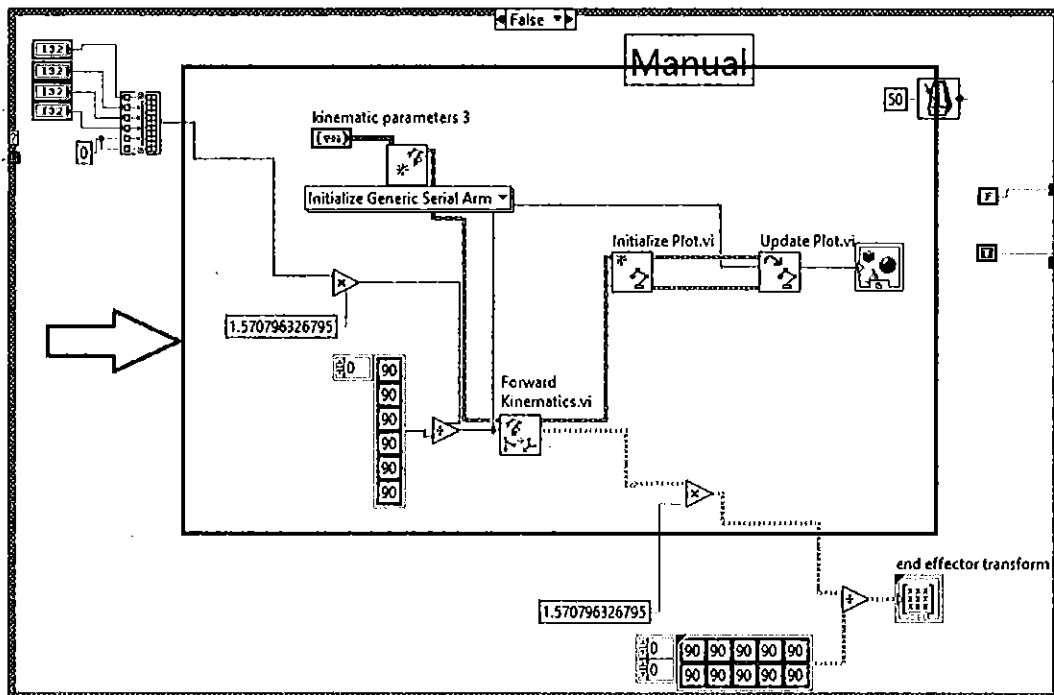 False
Manual
I32
I32
I32
I32
0
50
kinematic parameters 3
Initialize Generic Serial Arm
Initialize Plot.vi
Update Plot.vi
F
T
1.570796326795
0
90
90
90
90
90
90
Forward
Kinematics.vi
end effector transform
1.570796326795
0
0
90 90 90 90 90
90 90 90 90 90